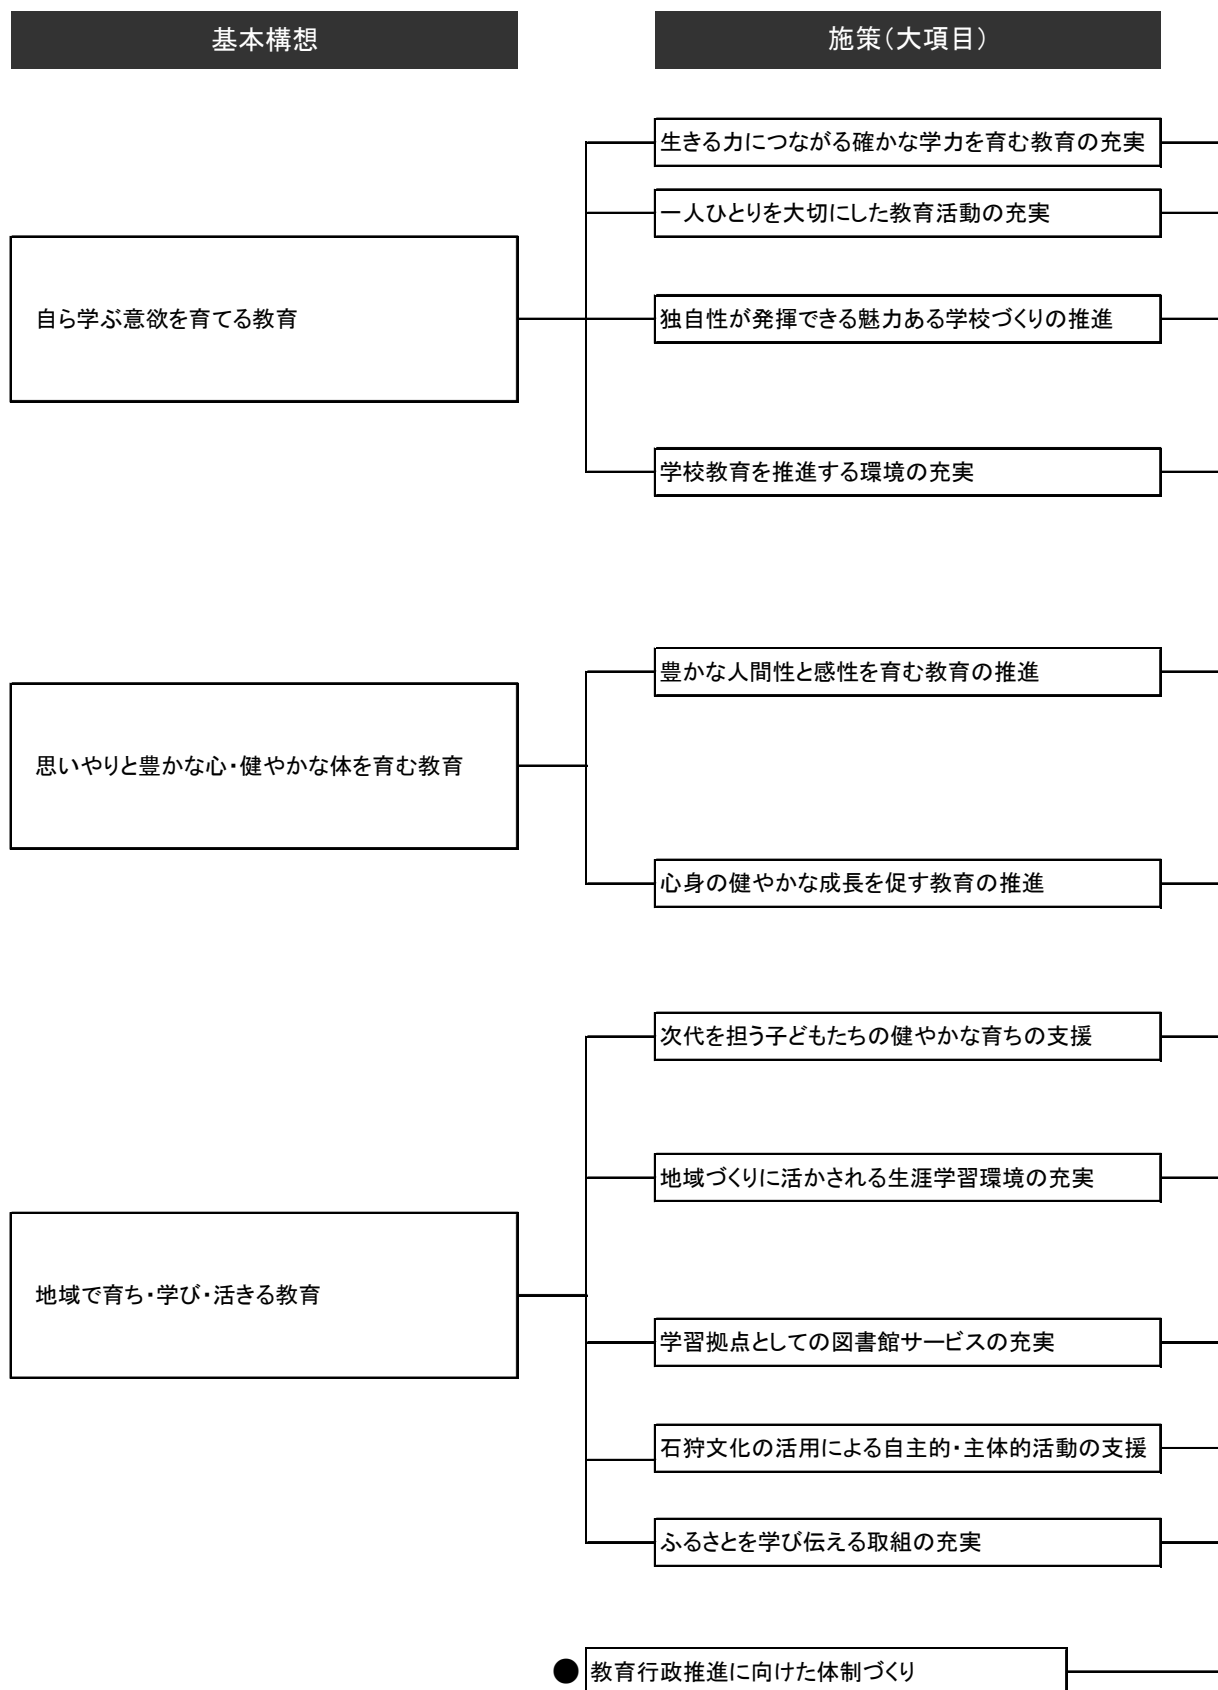 基本構想
施策(大項目)
生きる力につながる確かな学力を育む教育の充実
一人ひとりを大切にした教育活動の充実
自ら学ぶ意欲を育てる教育
独自性が発揮できる魅力ある学校づくりの推進
学校教育を推進する環境の充実
豊かな人間性と感性を育む教育の推進
思いやりと豊かな心・健やかな体を育む教育
心身の健やかな成長を促す教育の推進
次代を担う子どもたちの健やかな育ちの支援
地域づくりに活かされる生涯学習環境の充実
地域で育ち・学び・活きる教育
学習拠点としての図書館サービスの充実
石狩文化の活用による自主的・主体的活動の支援
ふるさとを学び伝える取組の充実
● 教育行政推進に向けた体制づくり